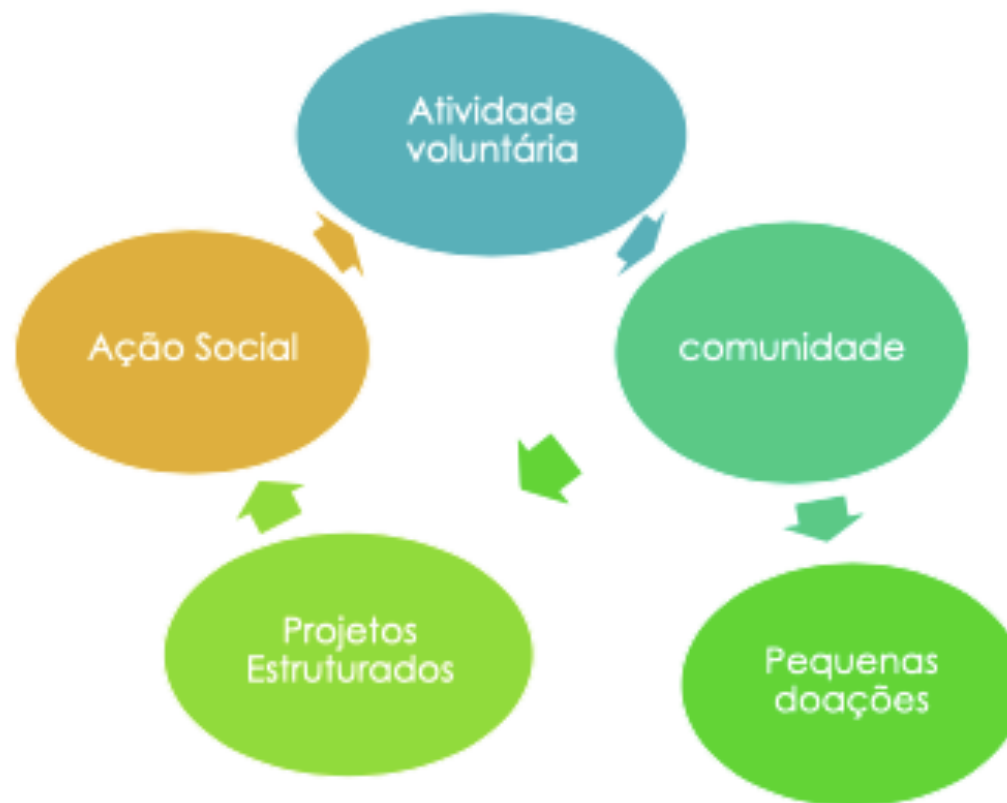 Atividade
voluntária
Ação Social
comunidade
Projetos
Estruturados
Pequenas
doações